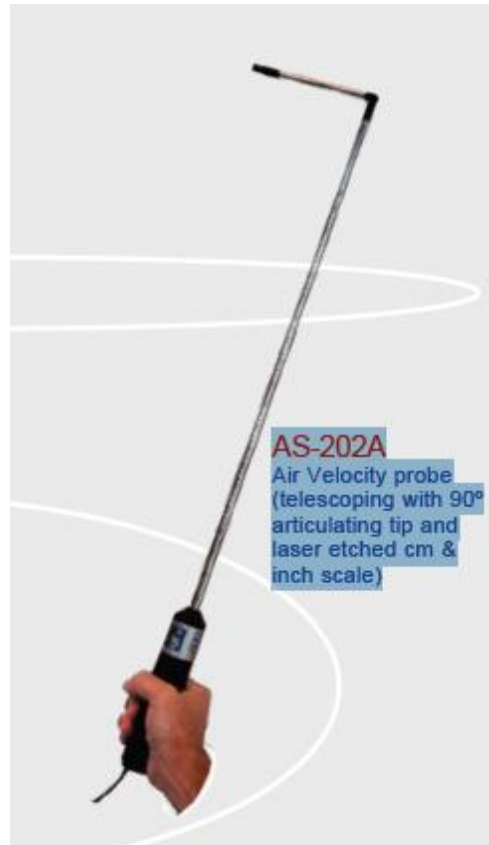 AS-202A
Air Velocity probe
(telescoping with 90º
articulating tip and
laser etched cm &
inch scale)